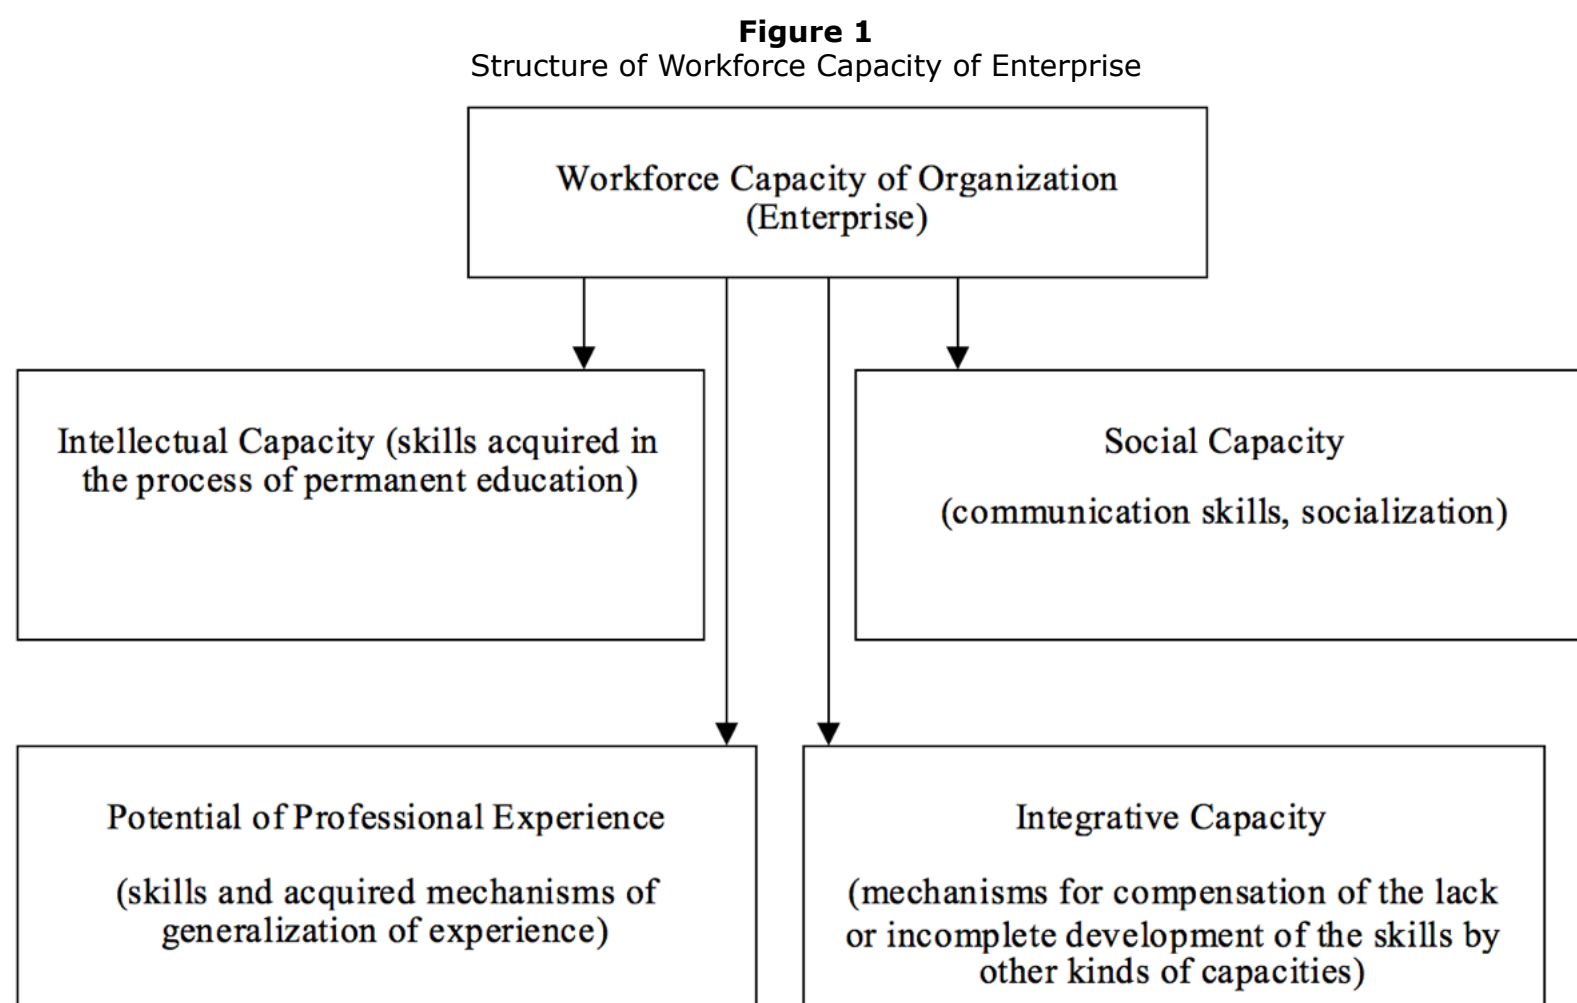 Figure 1
Structure of Workforce Capacity of Enterprise
Workforce Capacity of Organization
(Enterprise)
Intellectual Capacity (skills acquired in
the process of permanent education)
Social Capacity
(communication skills, socialization)
Potential of Professional Experience
(skills and acquired mechanisms of
generalization of experience)
Integrative Capacity
(mechanisms for compensation of the lack
or incomplete development of the skills by
other kinds of capacities)